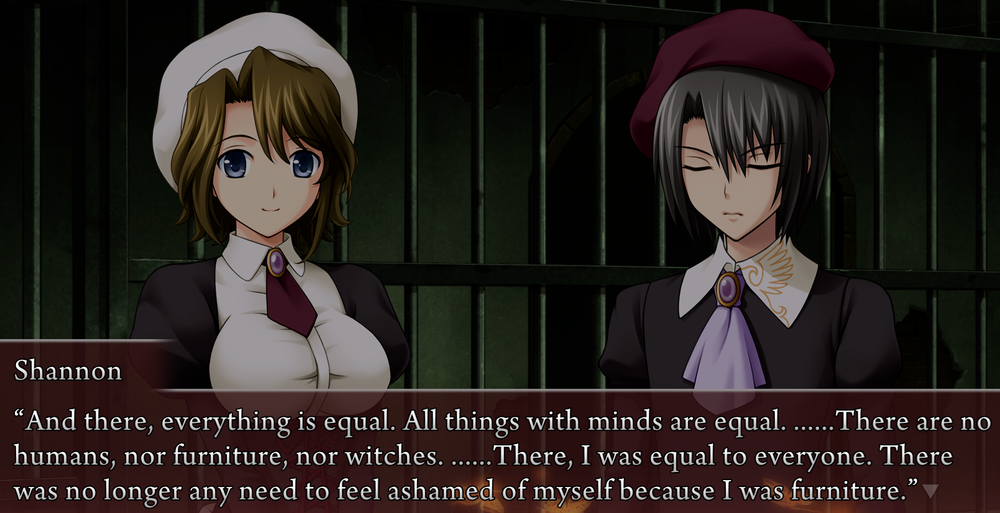 Shannon
“And there, everything is equal. All things with minds are equal. ......There are no
humans, nor furniture, nor witches. ......There, I was equal to everyone. There
was no longer any need to feel ashamed of myself because I was furniture.”